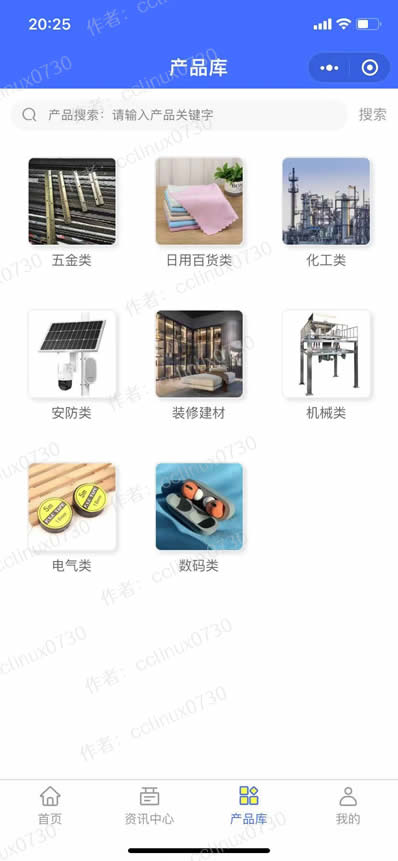 20:25
产品库
产品搜索：请输入产品关键字
搜索
五金类
日用百货类
化工类
安防类
装修建材
机械类
5m
5m
电气类
数码类
首页
资讯中心
产品库
我的
作者：cclinux0730